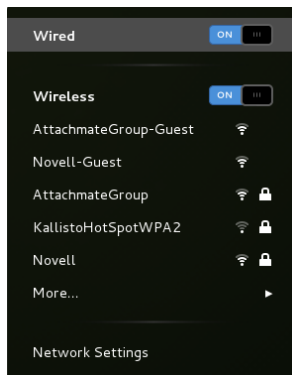 Wired ON
Wireless ON
AttachmateGroup-Guest
Novell-Guest
AttachmateGroup
KallistoHotSpotWPA2
Novell
More...
Network Settings